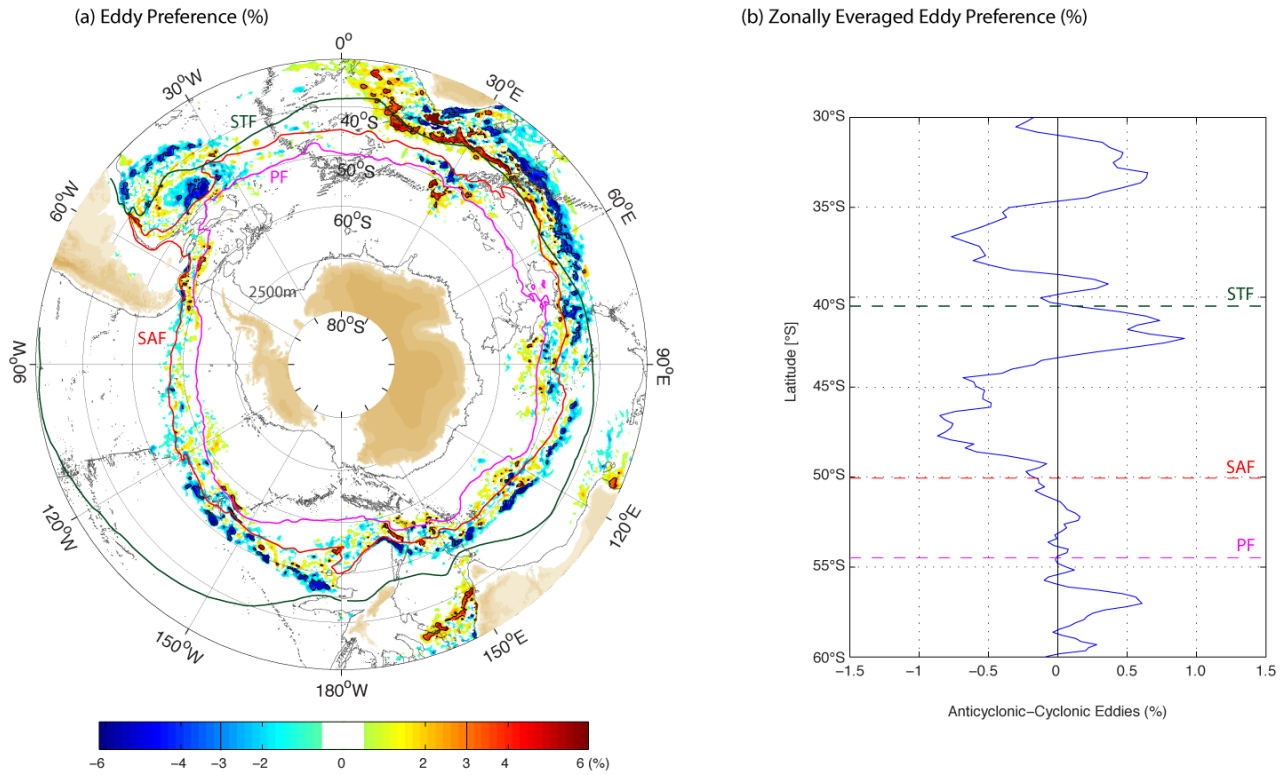 (a) Eddy Preference (%)
0°
30°W
30°E
STF
40°S
PF
50°S
60°W
60°S
60°E
2500m
80°S
SAF
90°W
90°E
120°W
120°E
150°W
150°E
180°W
−6
−4
−3
−2
0
2
3
4
6 (%)
(b) Zonally Everaged Eddy Preference (%)
30°S
35°S
40°S
45°S
50°S
55°S
60°S
Latitude [°S]
STF
SAF
PF
−1.5
−1
−0.5
0
0.5
1
1.5
Anticyclonic−Cyclonic Eddies (%)